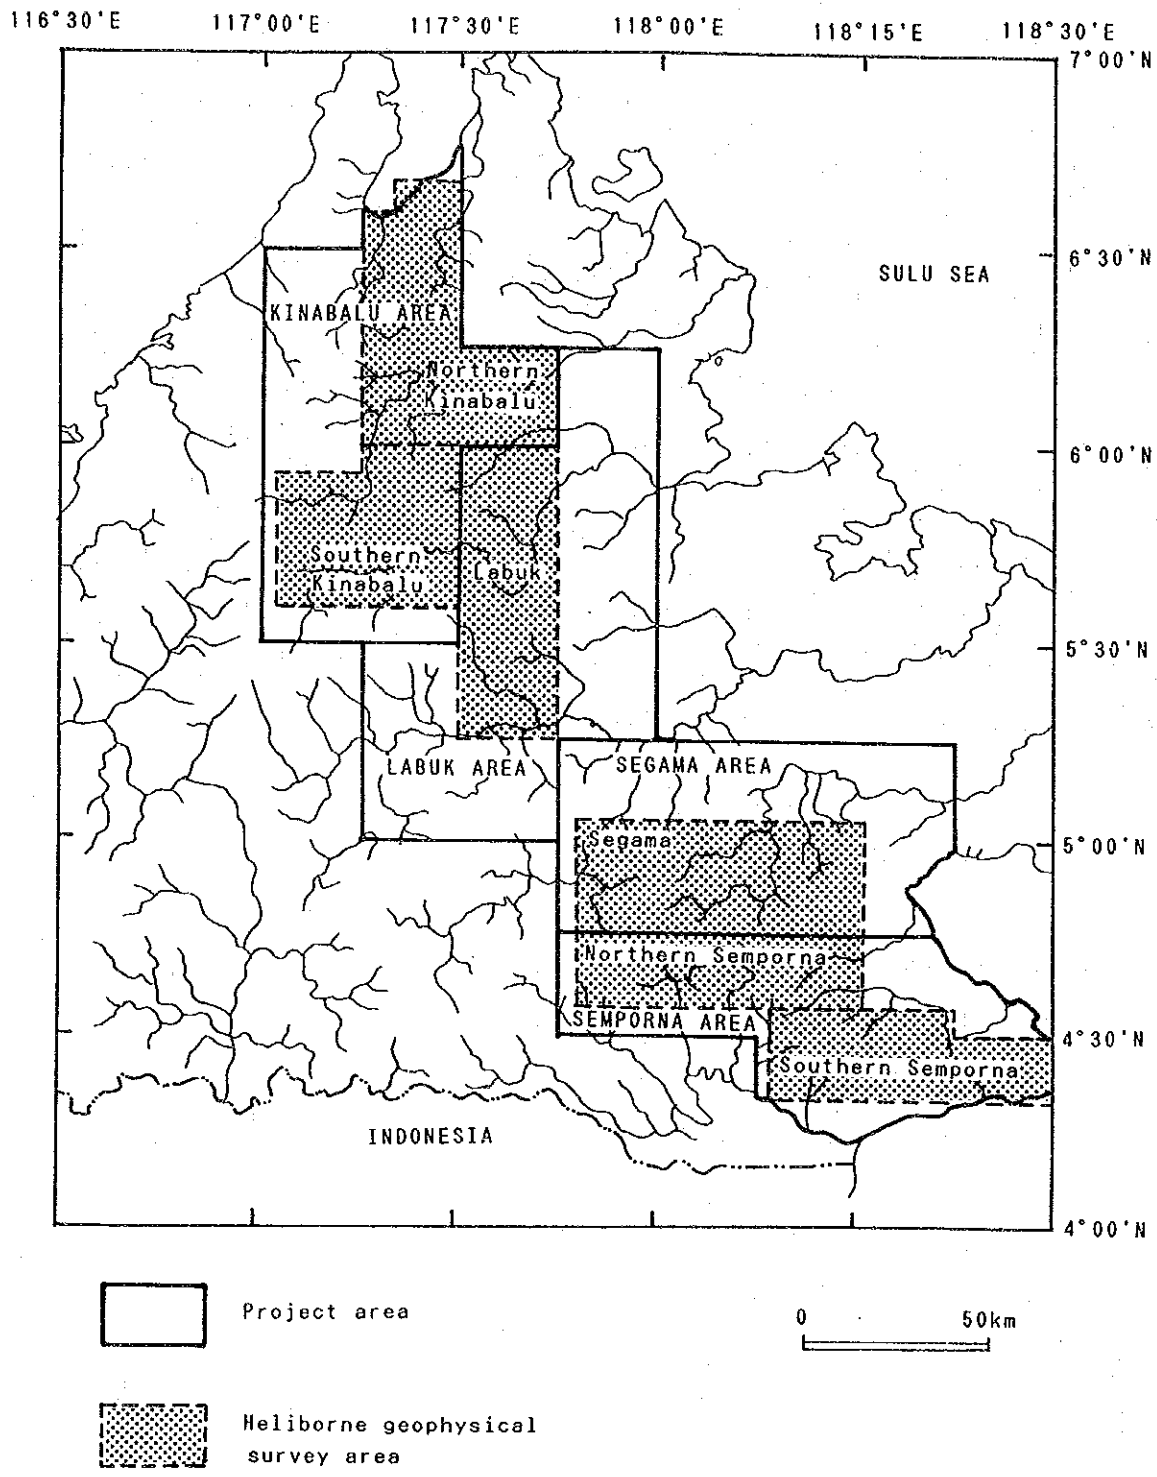 116°30'E 117°00'E 117°30'E 118°00'E 118°15'E 118°30'E
7°00'N
6°30'N
SULU SEA
KINABALU AREA
Northern
Kinabalu
6°00'N
Southern
Kinabalu
Labuk
5°30'N
LABUK AREA
SEGAMA AREA
Segama
5°00'N
Northern Semporna
SEMPORNA AREA
4°30'N
Southern Semporna
INDONESIA
4°00'N
Project area
0 50km
Heliborne geophysical
survey area